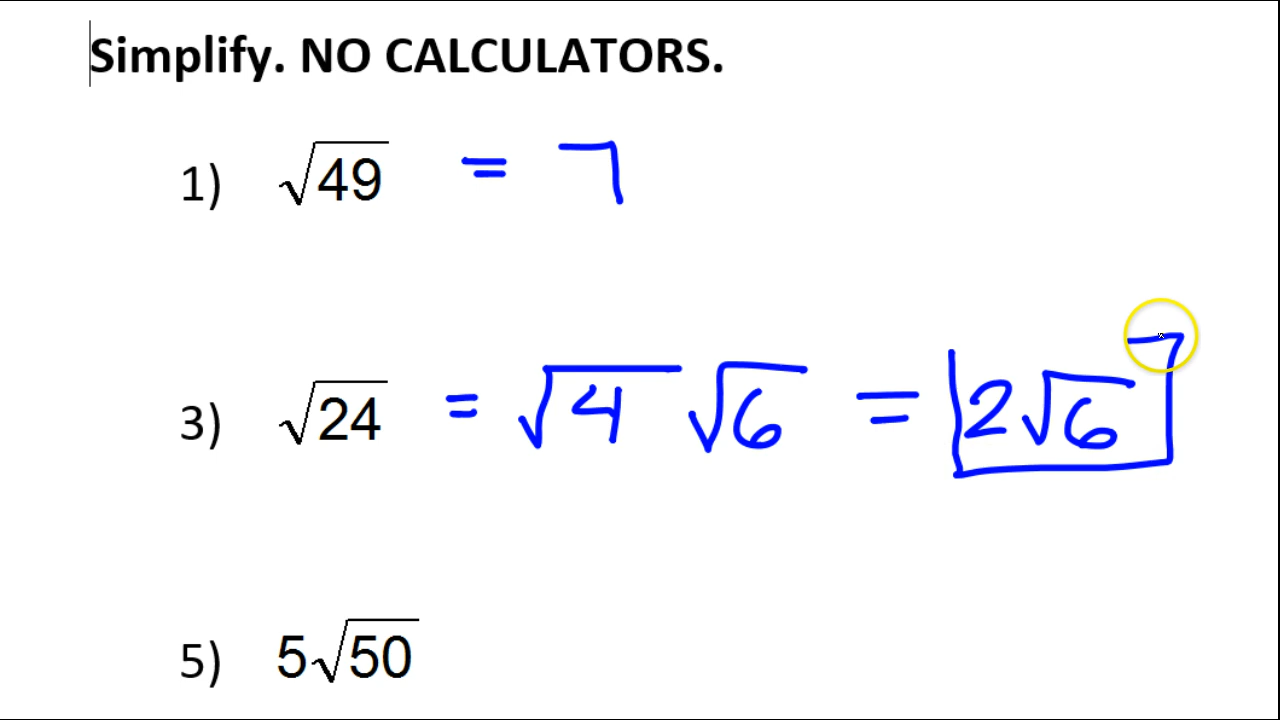 Simplify. NO CALCULATORS.
1) √49 = 7
3) √24 = √4 √6 = 2√6
5) 5√50